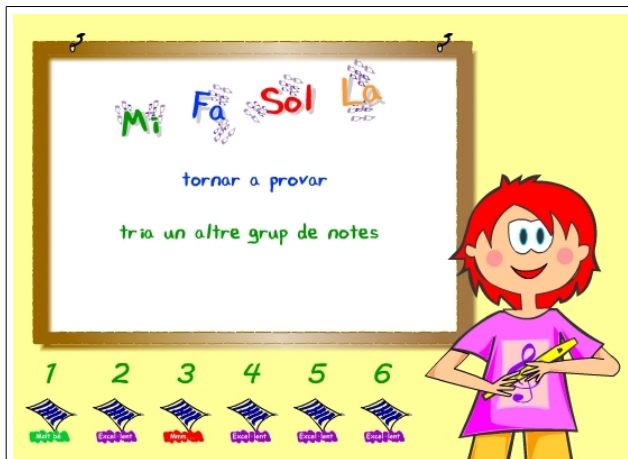 Mi Fa Sol La
tornar a provar
tria un altre grup de notes
1 2 3 4 5 6
Molt bé Excel·lent Mmm Excel·lent Excel·lent Excel·lent